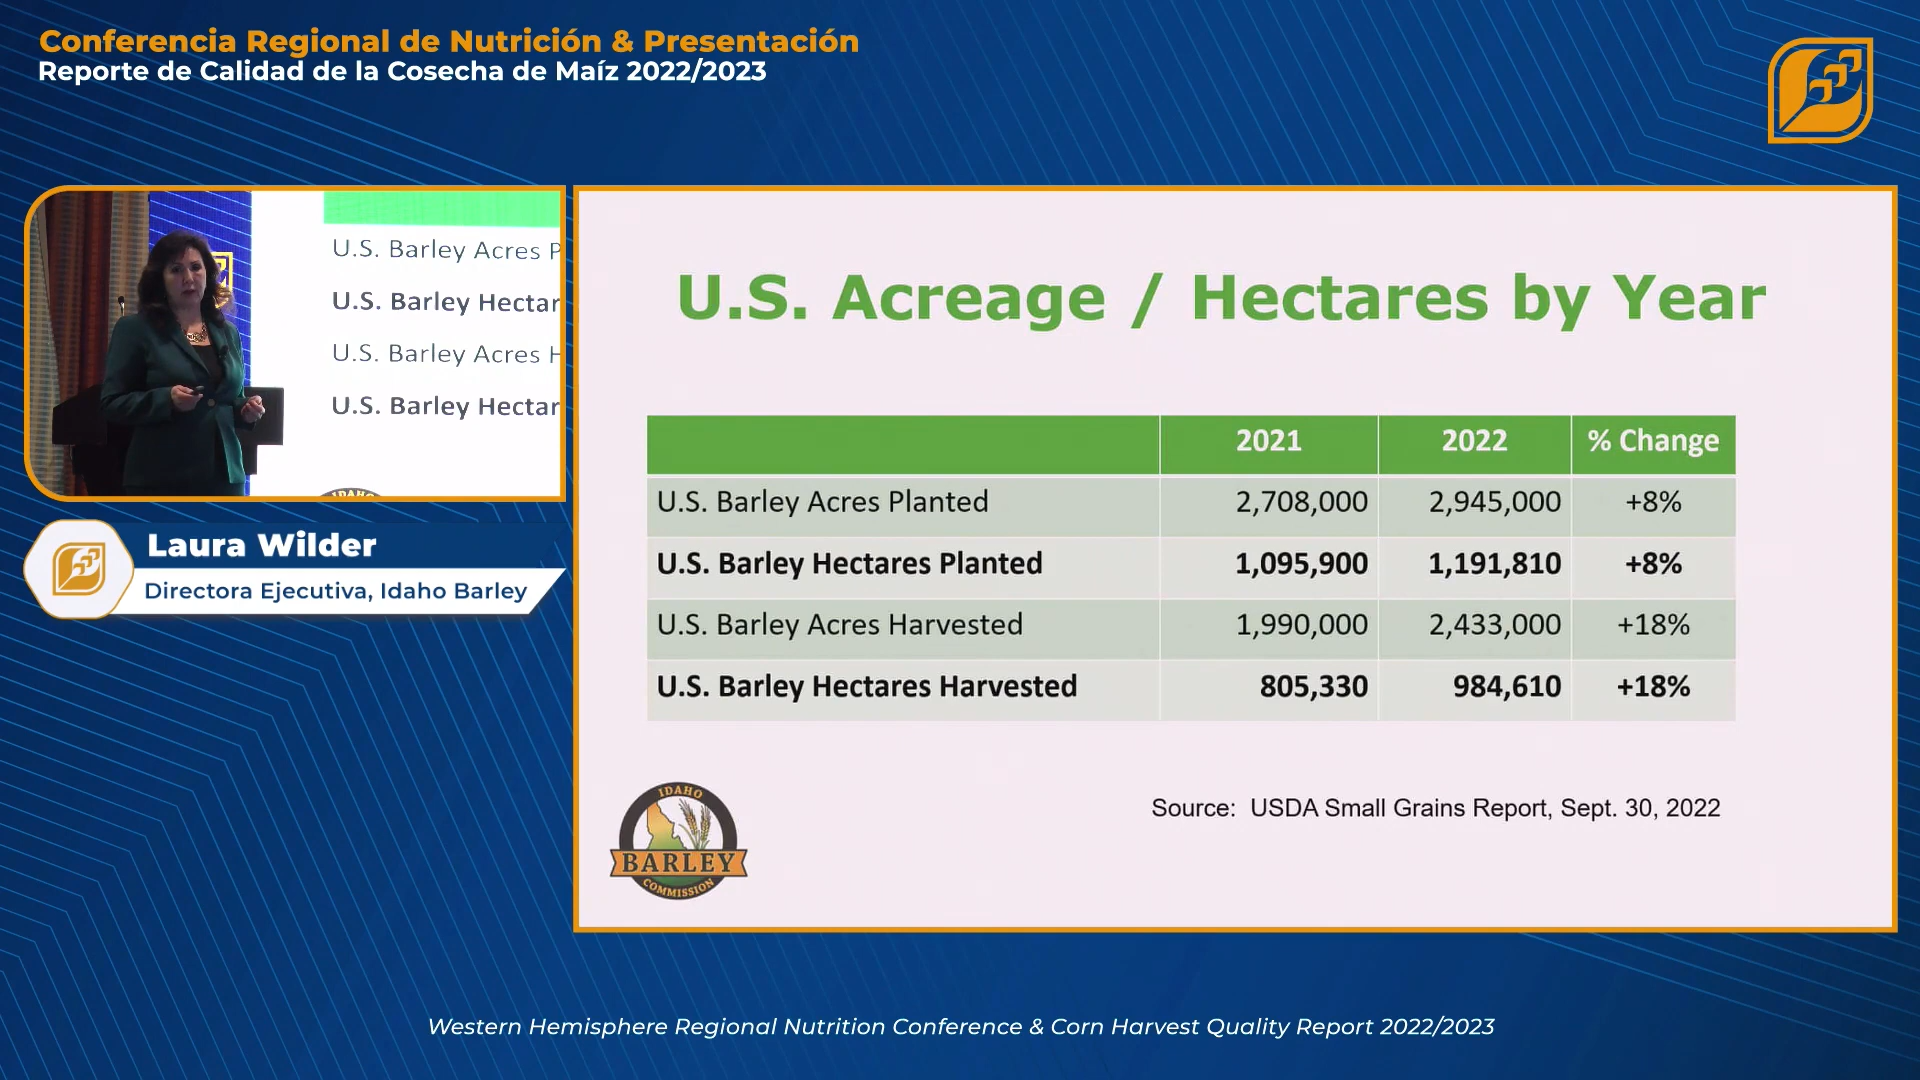 Conferencia Regional de Nutrición & Presentación
Reporte de Calidad de la Cosecha de Maíz 2022/2023
U.S. Barley Acres P
U.S. Barley Hectar
U.S. Barley Acres H
U.S. Barley Hectar
IDAHO
Laura Wilder
Directora Ejecutiva, Idaho Barley
U.S. Acreage / Hectares by Year
2021 2022 % Change
U.S. Barley Acres Planted 2,708,000 2,945,000 +8%
U.S. Barley Hectares Planted 1,095,900 1,191,810 +8%
U.S. Barley Acres Harvested 1,990,000 2,433,000 +18%
U.S. Barley Hectares Harvested 805,330 984,610 +18%
IDAHO
BARLEY
COMMISSION
Source: USDA Small Grains Report, Sept. 30, 2022
Western Hemisphere Regional Nutrition Conference & Corn Harvest Quality Report 2022/2023